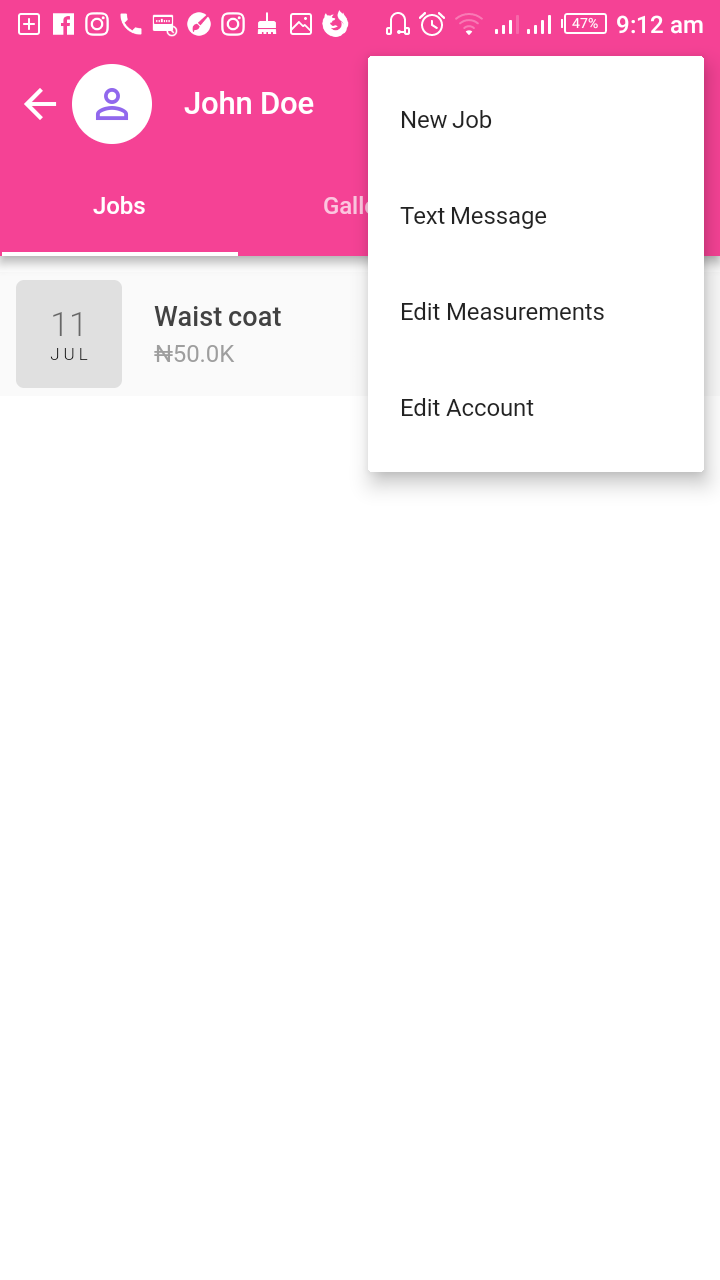 47% 9:12 am
John Doe
New Job
Jobs
Text Message
11
JUL
Waist coat
₦50.0K
Edit Measurements
Edit Account